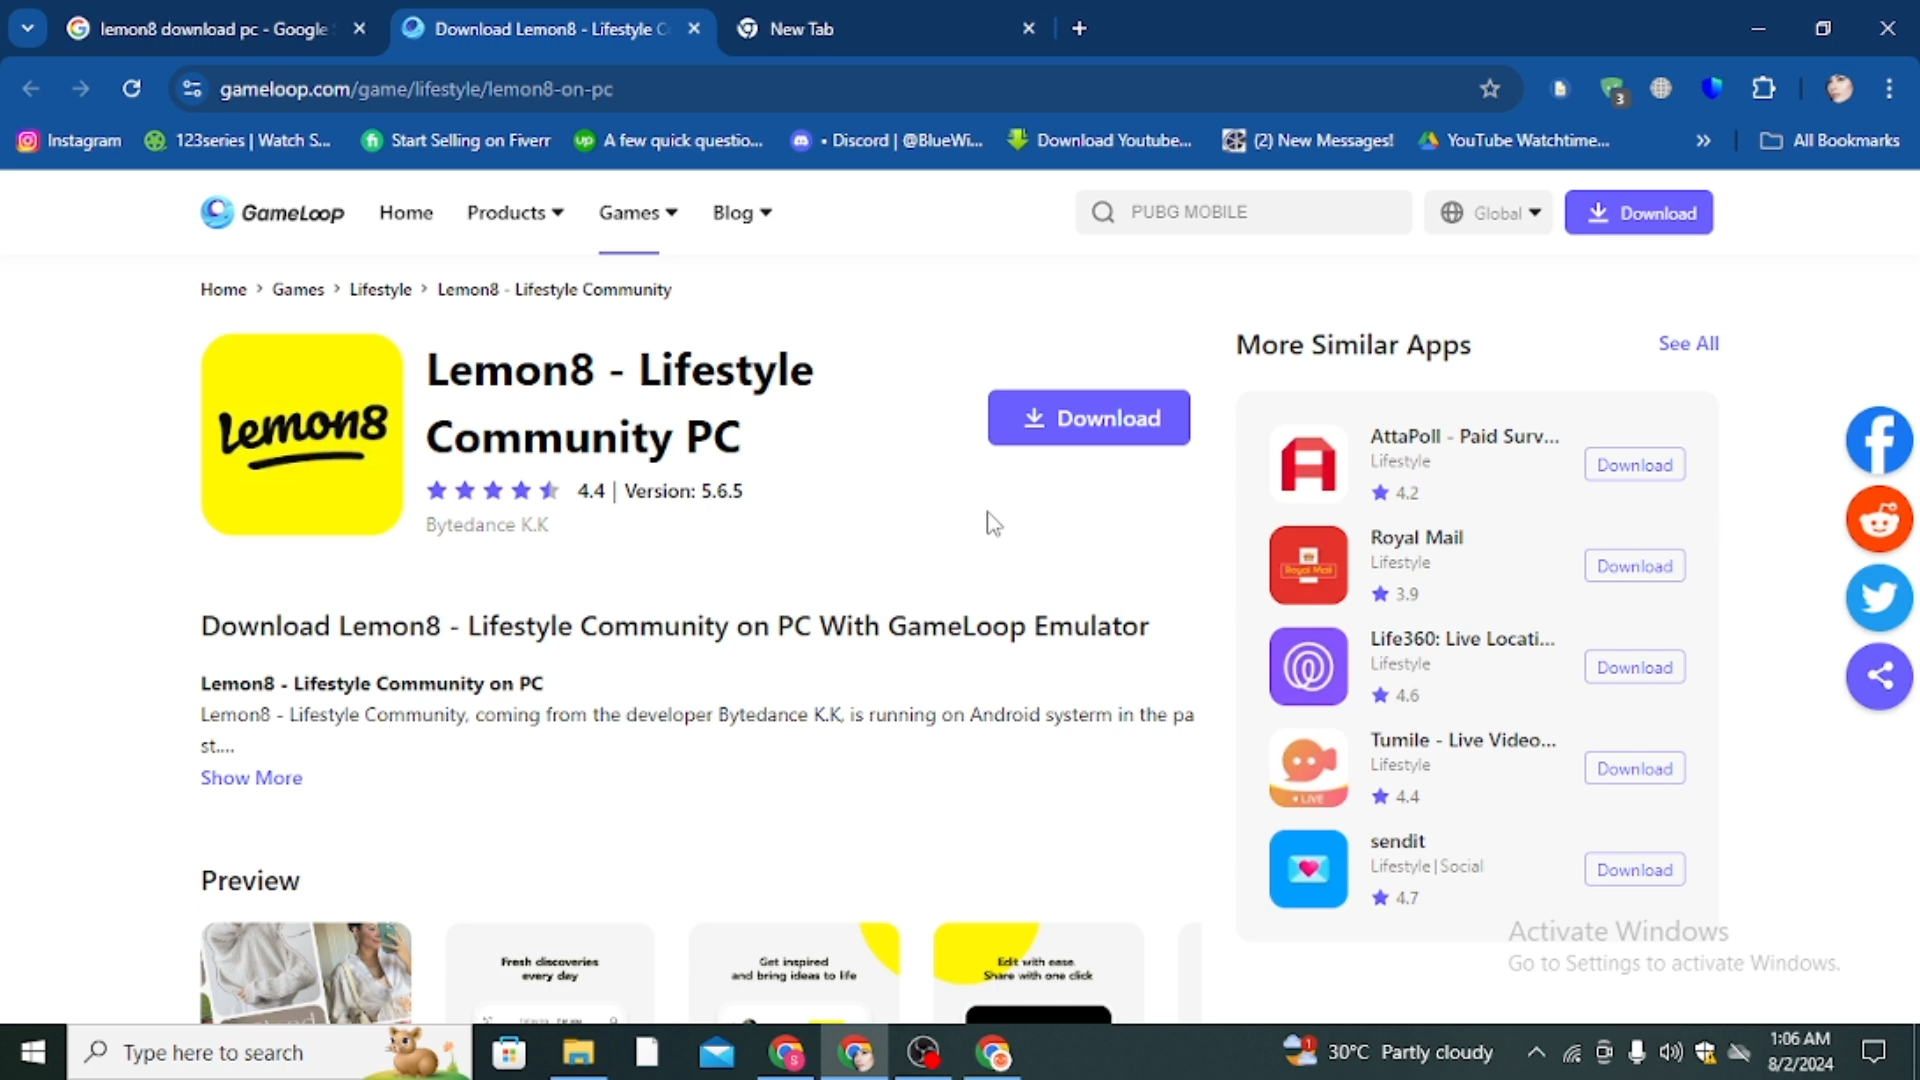 lemon8 download pc - Google
Download Lemon8 - Lifestyle C
New Tab
gameloop.com/game/lifestyle/lemon8-on-pc
3
Instagram
123series | Watch S...
Start Selling on Fiverr
A few quick questio...
• Discord | @BlueWi...
Download Youtube...
(2) New Messages!
YouTube Watchtime...
All Bookmarks
GameLoop
Home
Products
Games
Blog
PUBG MOBILE
Global
Download
Home > Games > Lifestyle > Lemon8 - Lifestyle Community
Lemon8
Lemon8 - Lifestyle
Community PC
4.4 | Version: 5.6.5
Bytedance K.K
Download
Download Lemon8 - Lifestyle Community on PC With GameLoop Emulator
Lemon8 - Lifestyle Community on PC
Lemon8 - Lifestyle Community, coming from the developer Bytedance K.K, is running on Android systerm in the pa
st....
Show More
Preview
Fresh discoveries
every day
Get inspired
and bring ideas to life
Edit with ease.
Share with one click
More Similar Apps
See All
AttaPoll - Paid Surv...
Lifestyle
4.2
Download
Royal Mail
Royal Mail
Lifestyle
3.9
Download
Life360: Live Locati...
Lifestyle
4.6
Download
• LIVE
Tumile - Live Video...
Lifestyle
4.4
Download
sendit
Lifestyle|Social
4.7
Download
Activate Windows
Go to Settings to activate Windows.
Type here to search
1
30°C Partly cloudy
1:06 AM
8/2/2024